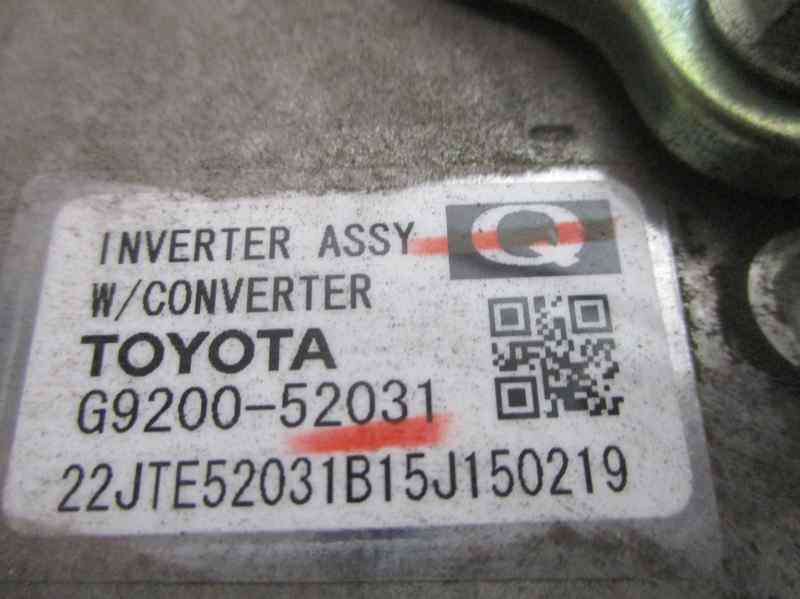 INVERTER ASSY Q
W/CONVERTER
TOYOTA
G9200-52031
22JTE52031B15J150219